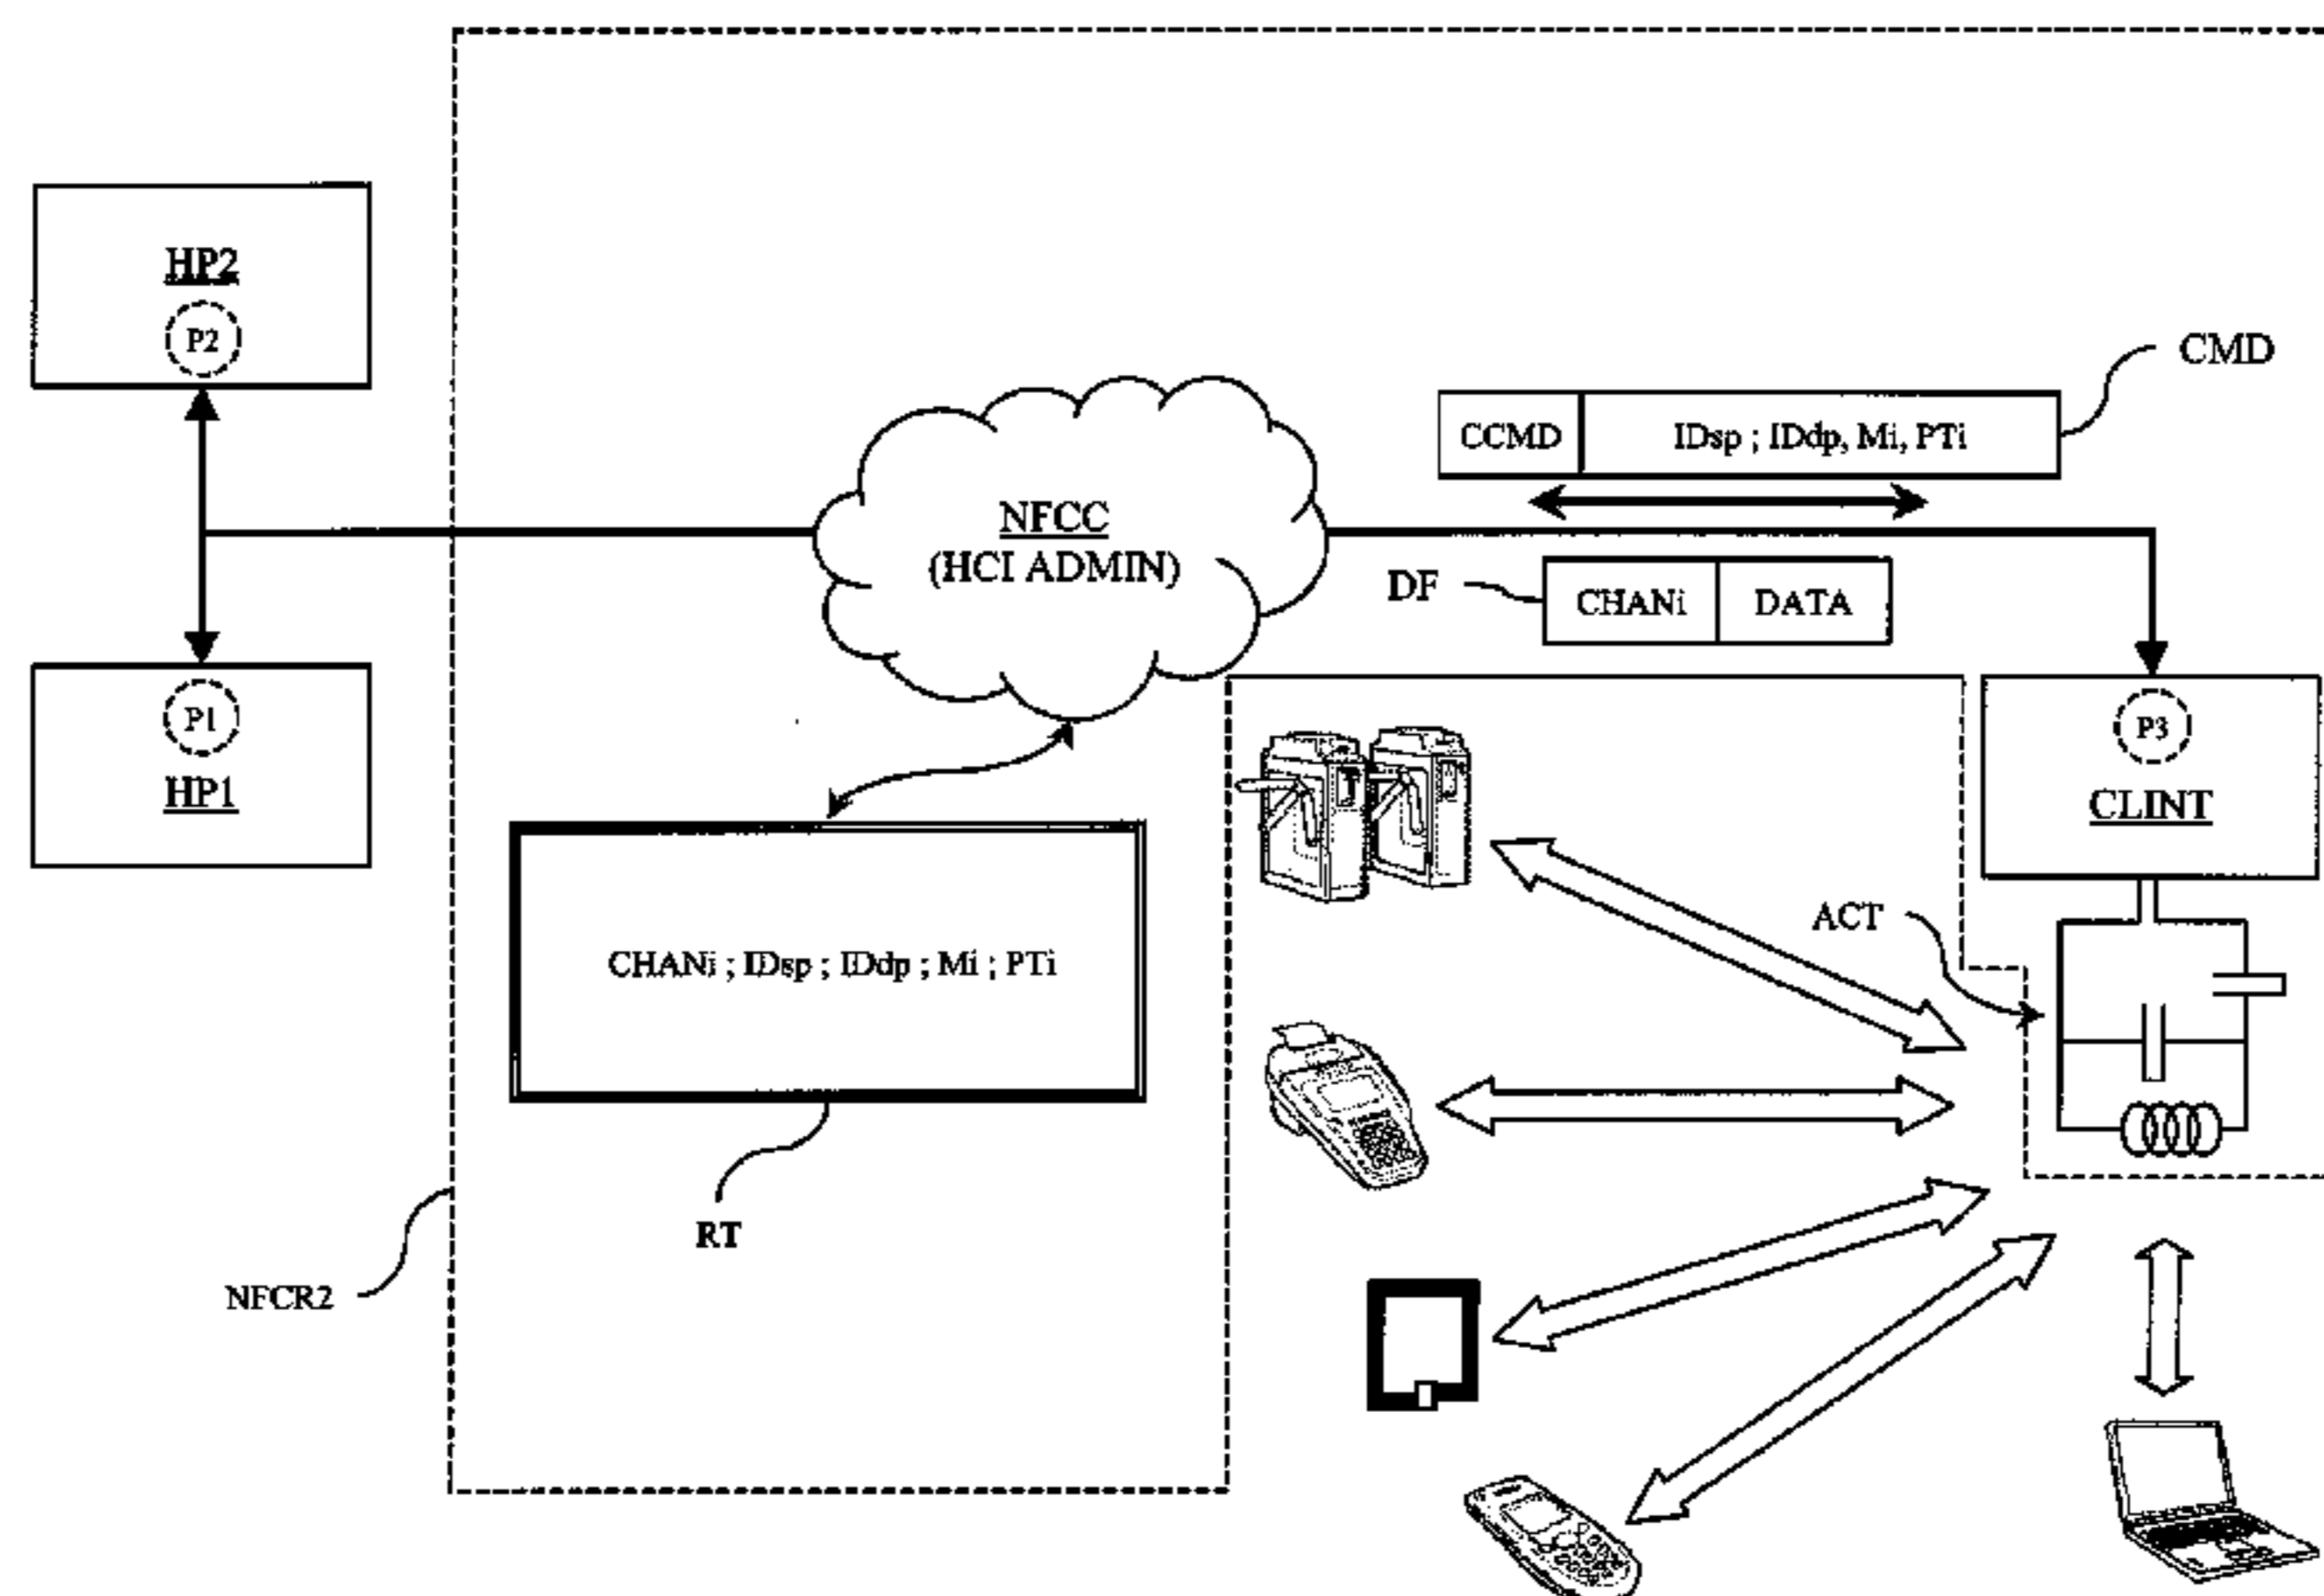 HP2
P2
CMD
CCMD
IDsp ; IDdp, Mi, PTi
NFCC
(HCI ADMIN)
DF
CHANi
DATA
P1
HP1
P3
CLINT
ACT
CHANi ; IDsp ; IDdp ; Mi ; PTi
RT
NFCR2